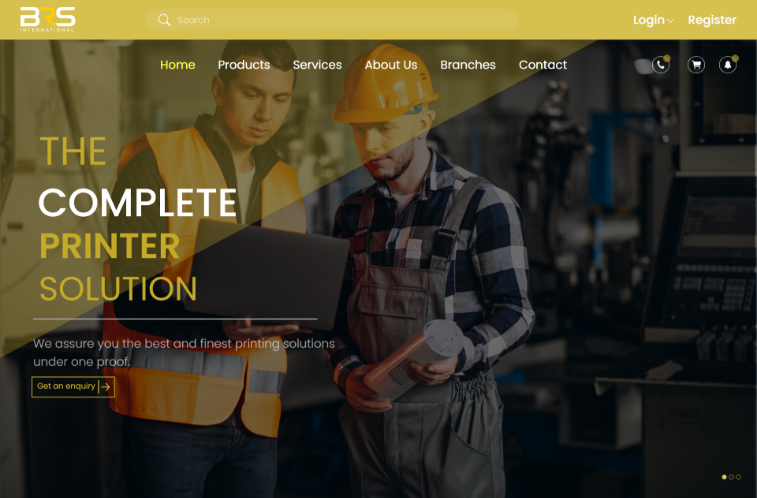 BRS
INTERNATIONAL
Search
Login
Register
Home
Products
Services
About Us
Branches
Contact
THE
COMPLETE
PRINTER
SOLUTION
We assure you the best and finest printing solutions
under one proof.
Get an enquiry